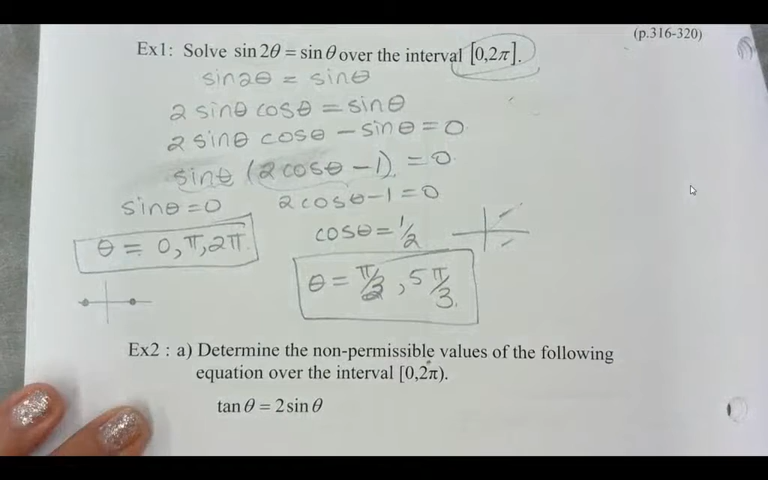 (p.316-320)
Ex1: Solve sin 2θ = sin θ over the interval [0,2π].
sin2θ = sinθ
2 sinθ cosθ = sinθ
2 sinθ cosθ - sinθ = 0
sinθ (2cosθ - 1) = 0
sinθ = 0 2cosθ-1 = 0
cosθ = 1/2
θ = 0, π, 2π
θ = π/3, 5π/3
Ex2 : a) Determine the non-permissible values of the following
equation over the interval [0,2π).
tan θ = 2 sin θ